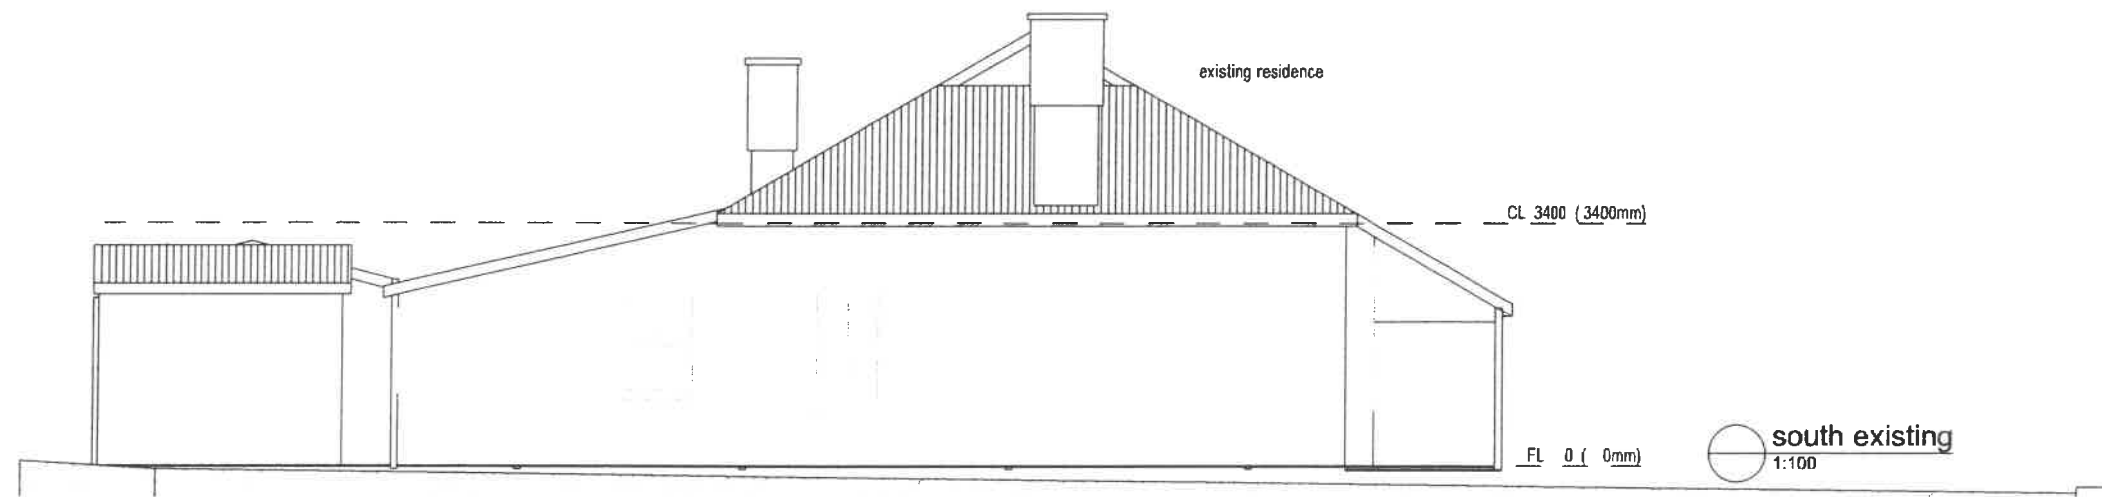 existing residence
CL 3400 ( 3400mm)
FL 0 ( 0mm)
south existing
1:100